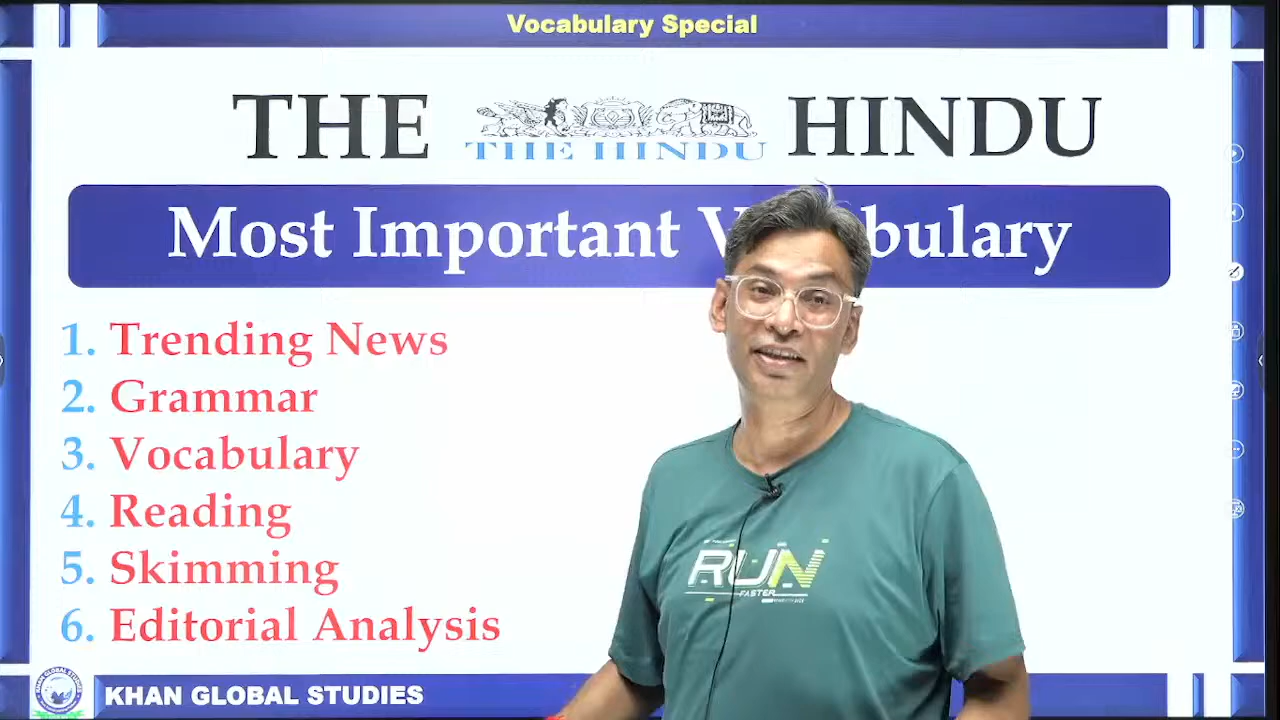 Vocabulary Special
THE THE HINDU HINDU
Most Important V bulary
1. Trending News
2. Grammar
3. Vocabulary
4. Reading
5. Skimming
6. Editorial Analysis
RUN
FASTER
KHAN GLOBAL STUDIES